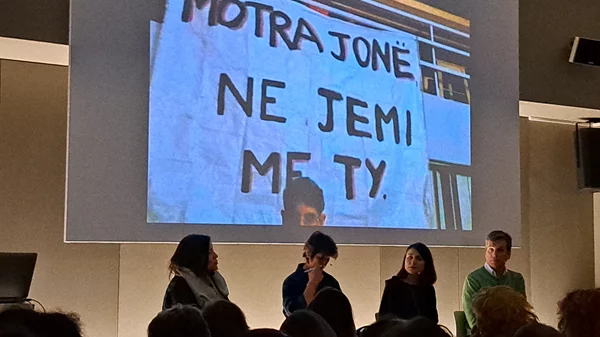 MOTRA JONË,
NE JEMI
ME TY.